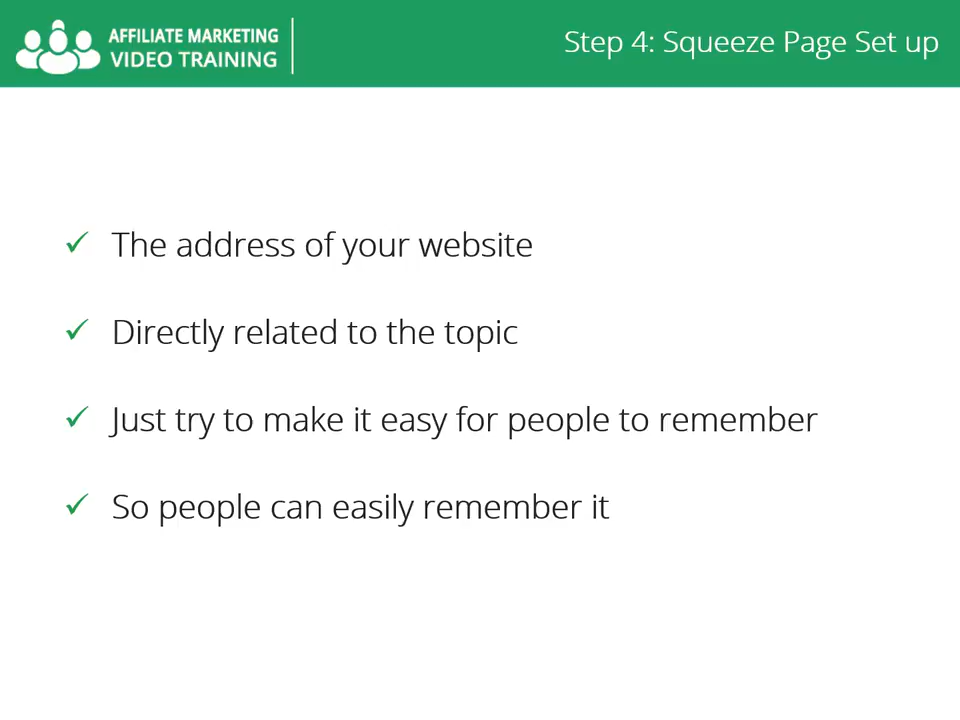 AFFILIATE MARKETING
VIDEO TRAINING
Step 4: Squeeze Page Set up
The address of your website
Directly related to the topic
Just try to make it easy for people to remember
So people can easily remember it